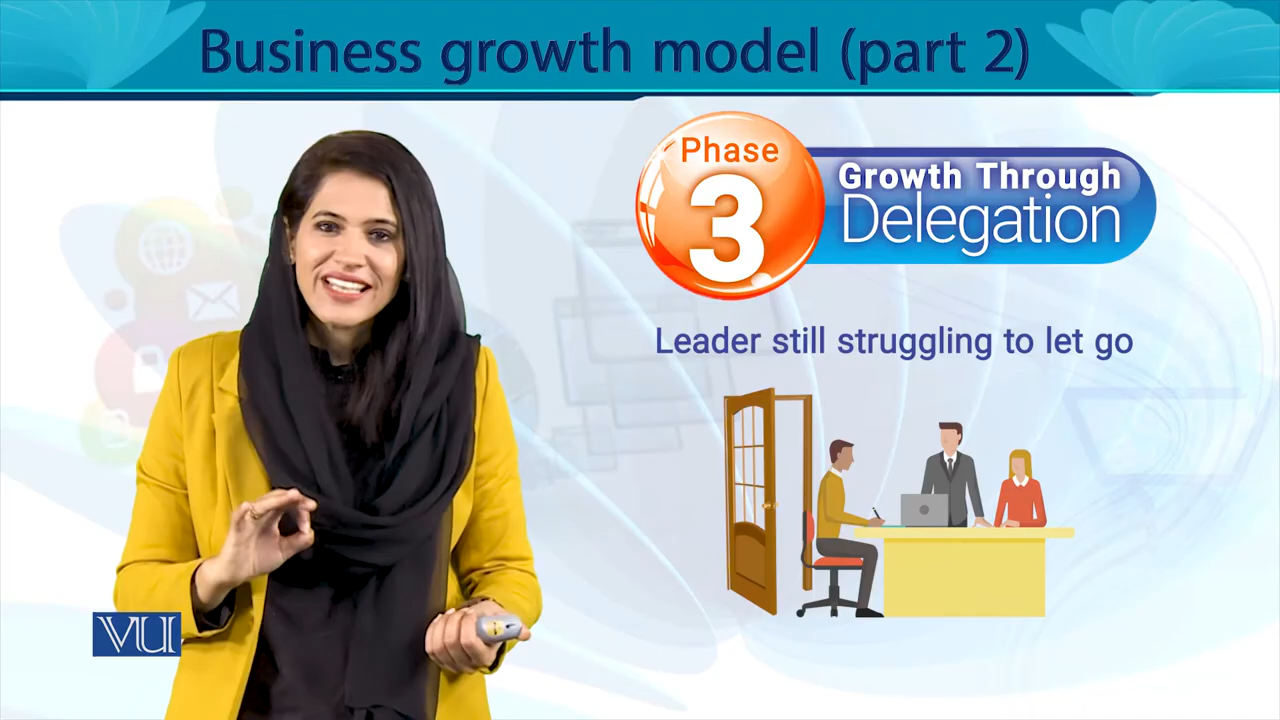 Business growth model (part 2)
Phase
3
Growth Through
Delegation
Leader still struggling to let go
VU